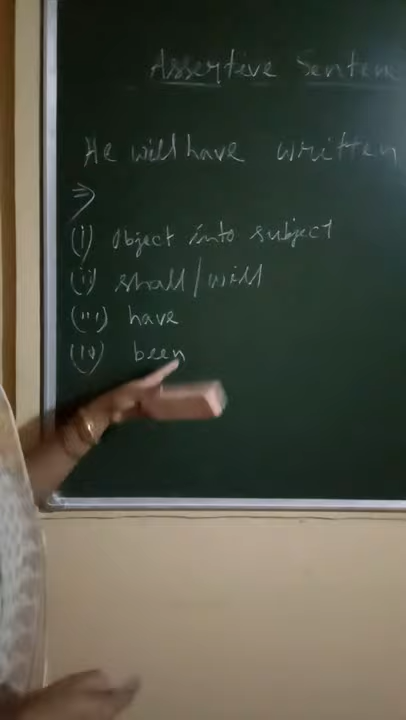 Assertive Senten
He will have written
⇒
(i) Object into subject
(ii) shall/will
(iii) have
(iv) been